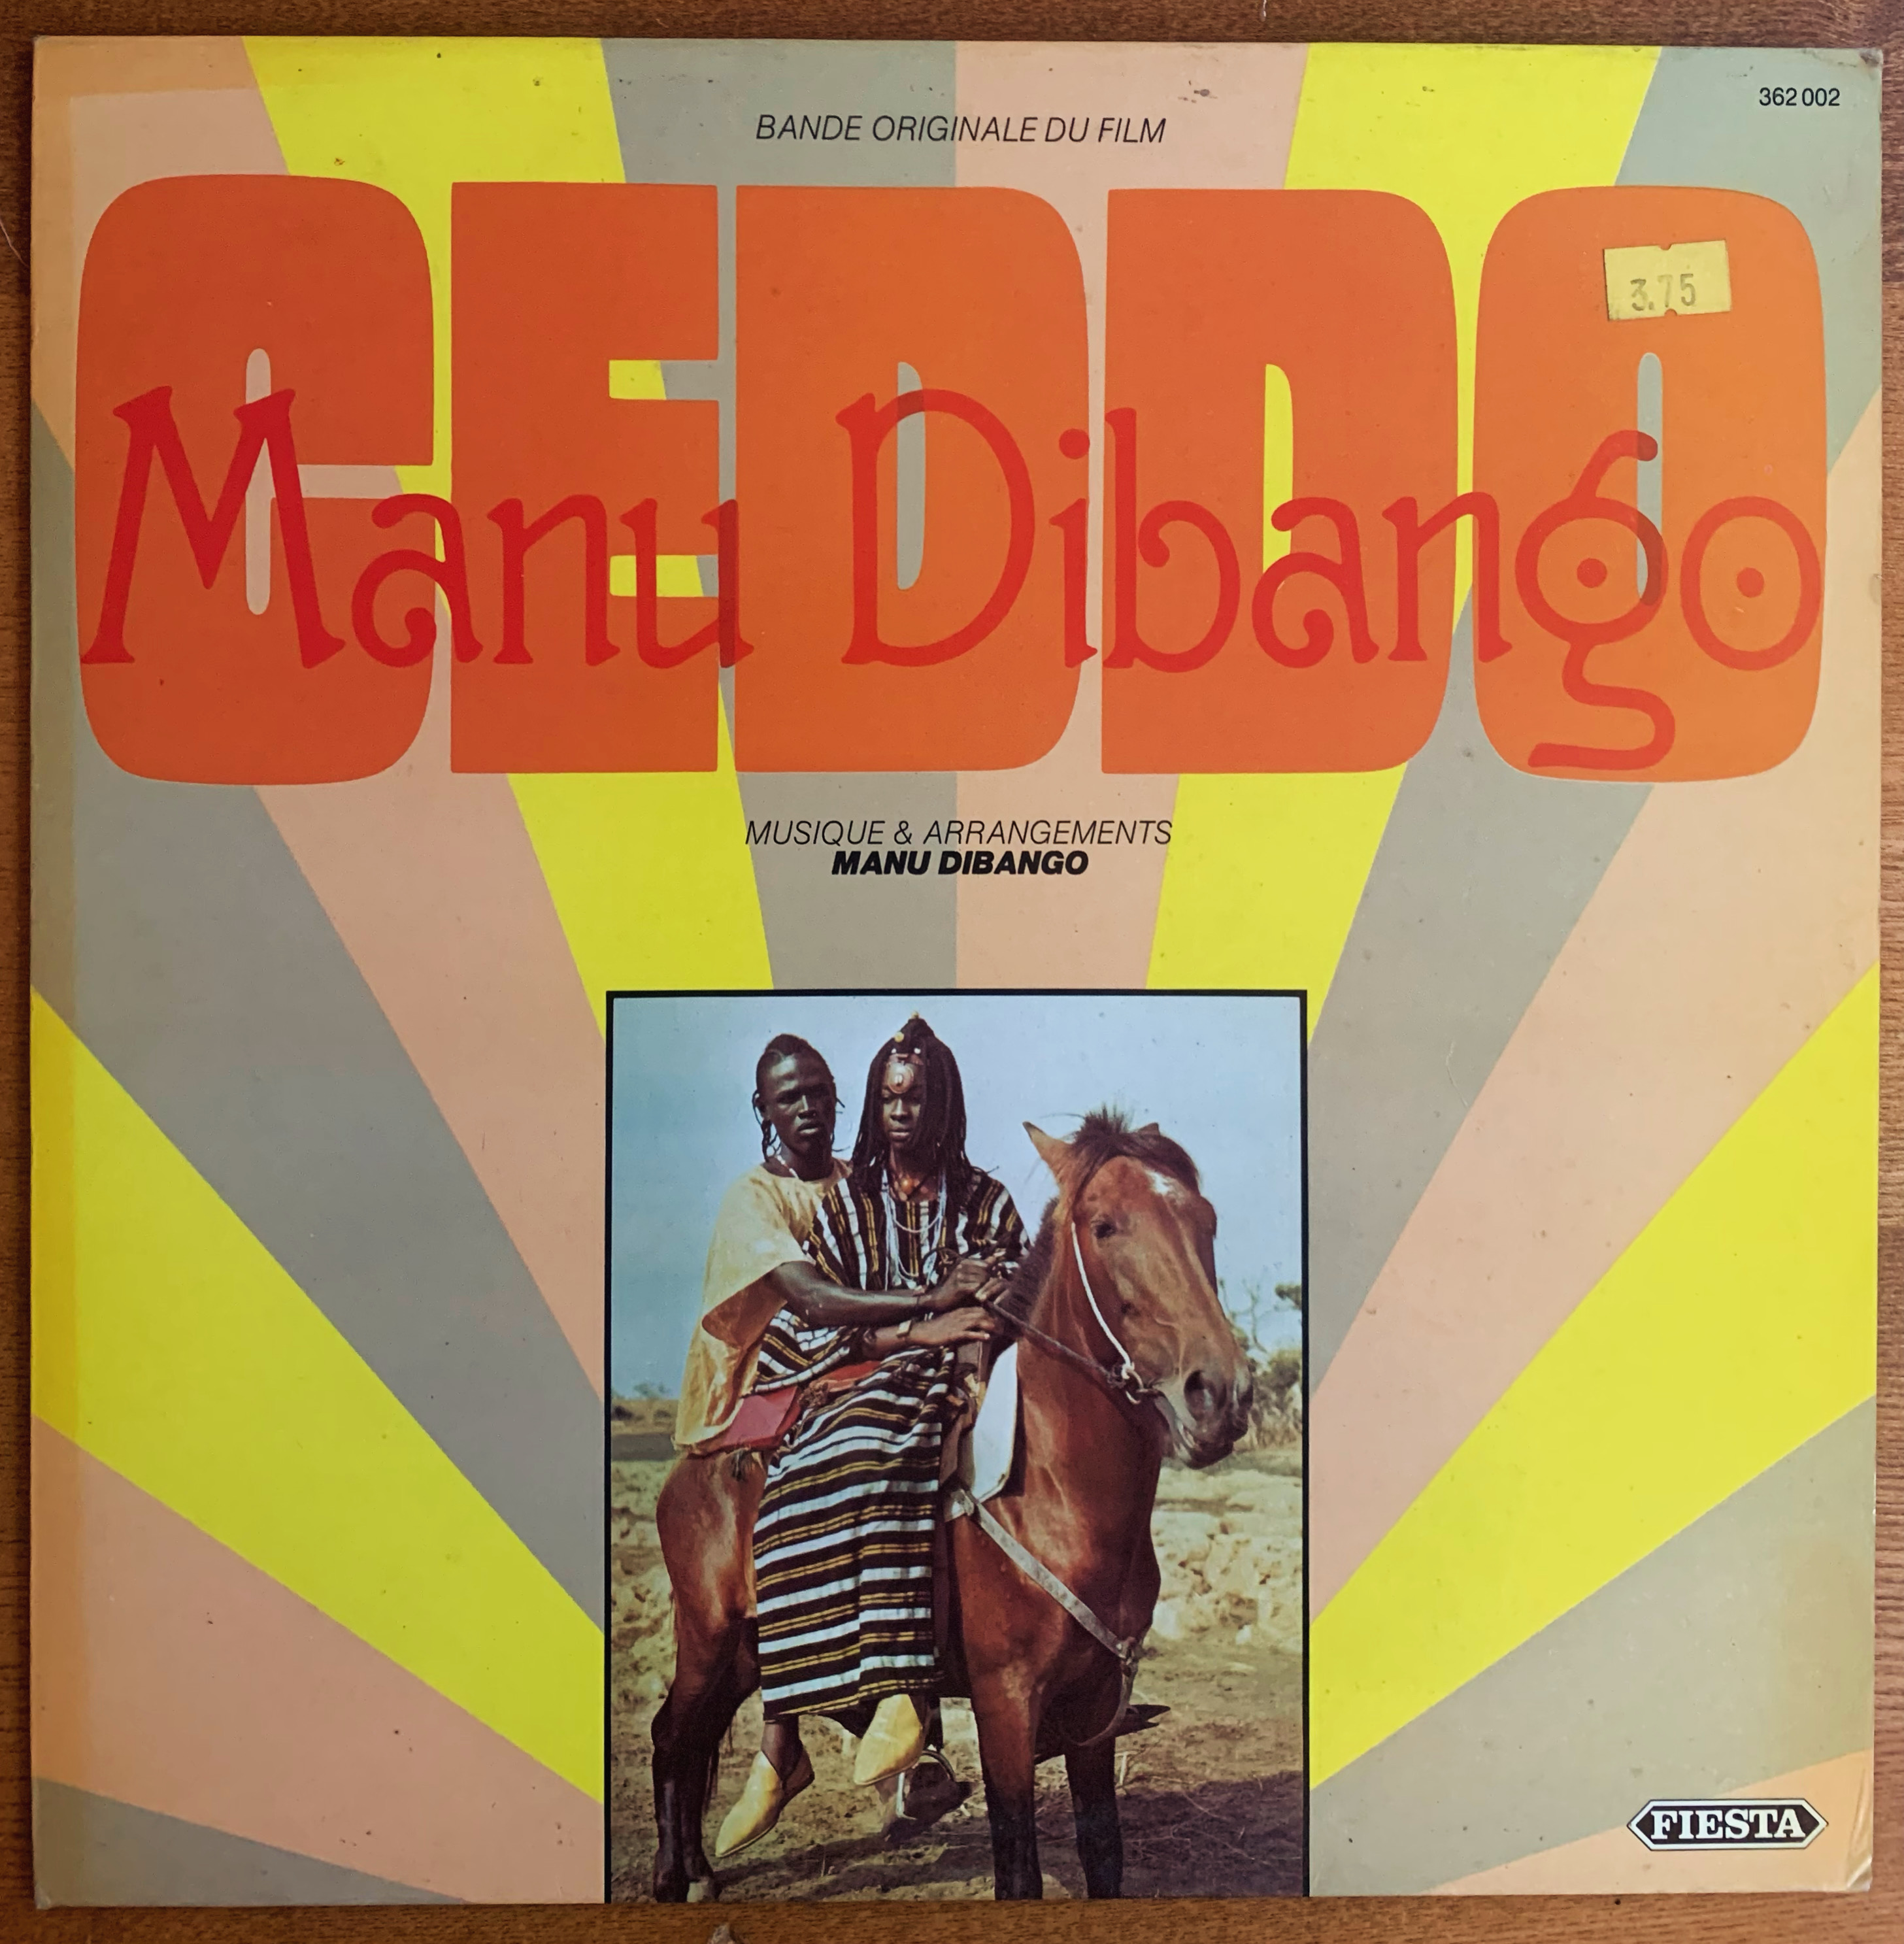 BANDE ORIGINALE DU FILM
362 002
CEDDO
3.75
Manu Dibango
MUSIQUE & ARRANGEMENTS
MANU DIBANGO
FIESTA